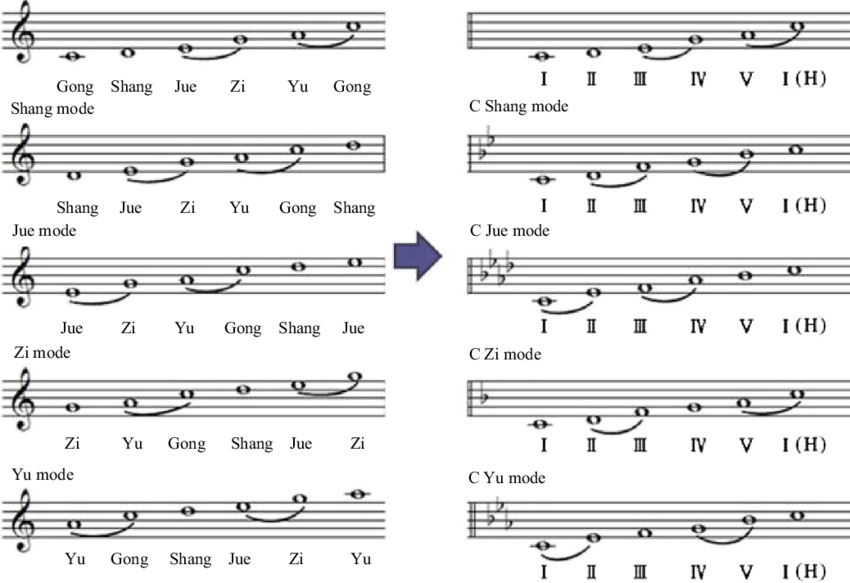 Gong Shang Jue Zi Yu Gong
I II III IV V I (H)
Shang mode
C Shang mode
Shang Jue Zi Yu Gong Shang
I II III IV V I (H)
Jue mode
C Jue mode
Jue Zi Yu Gong Shang Jue
I II III IV V I (H)
Zi mode
C Zi mode
Zi Yu Gong Shang Jue Zi
I II III IV V I (H)
Yu mode
C Yu mode
Yu Gong Shang Jue Zi Yu
I II III IV V I (H)